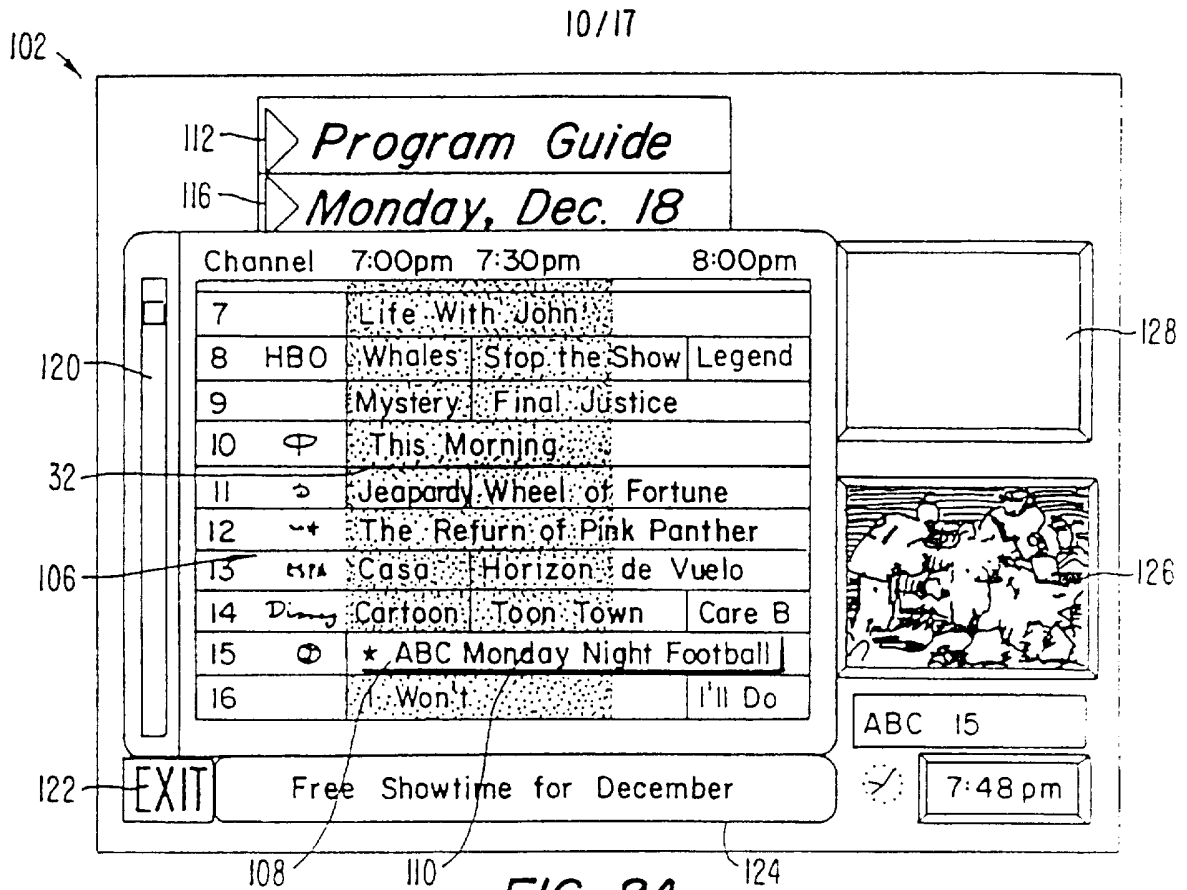 10/17
102
112
Program Guide
116
Monday, Dec. 18
Channel 7:00pm 7:30pm 8:00pm
7 Life With John
8 HBO Whales Stop the Show Legend
128
120
9 Mystery Final Justice
10 This Morning
32
11 Jeapardy Wheel of Fortune
12 The Return of Pink Panther
106
13 Casa Horizon de Vuelo
126
14 Disney Cartoon Toon Town Care B
15 ★ ABC Monday Night Football
16 I Won't I'll Do
ABC 15
122
EXIT Free Showtime for December
7:48pm
108 110 124